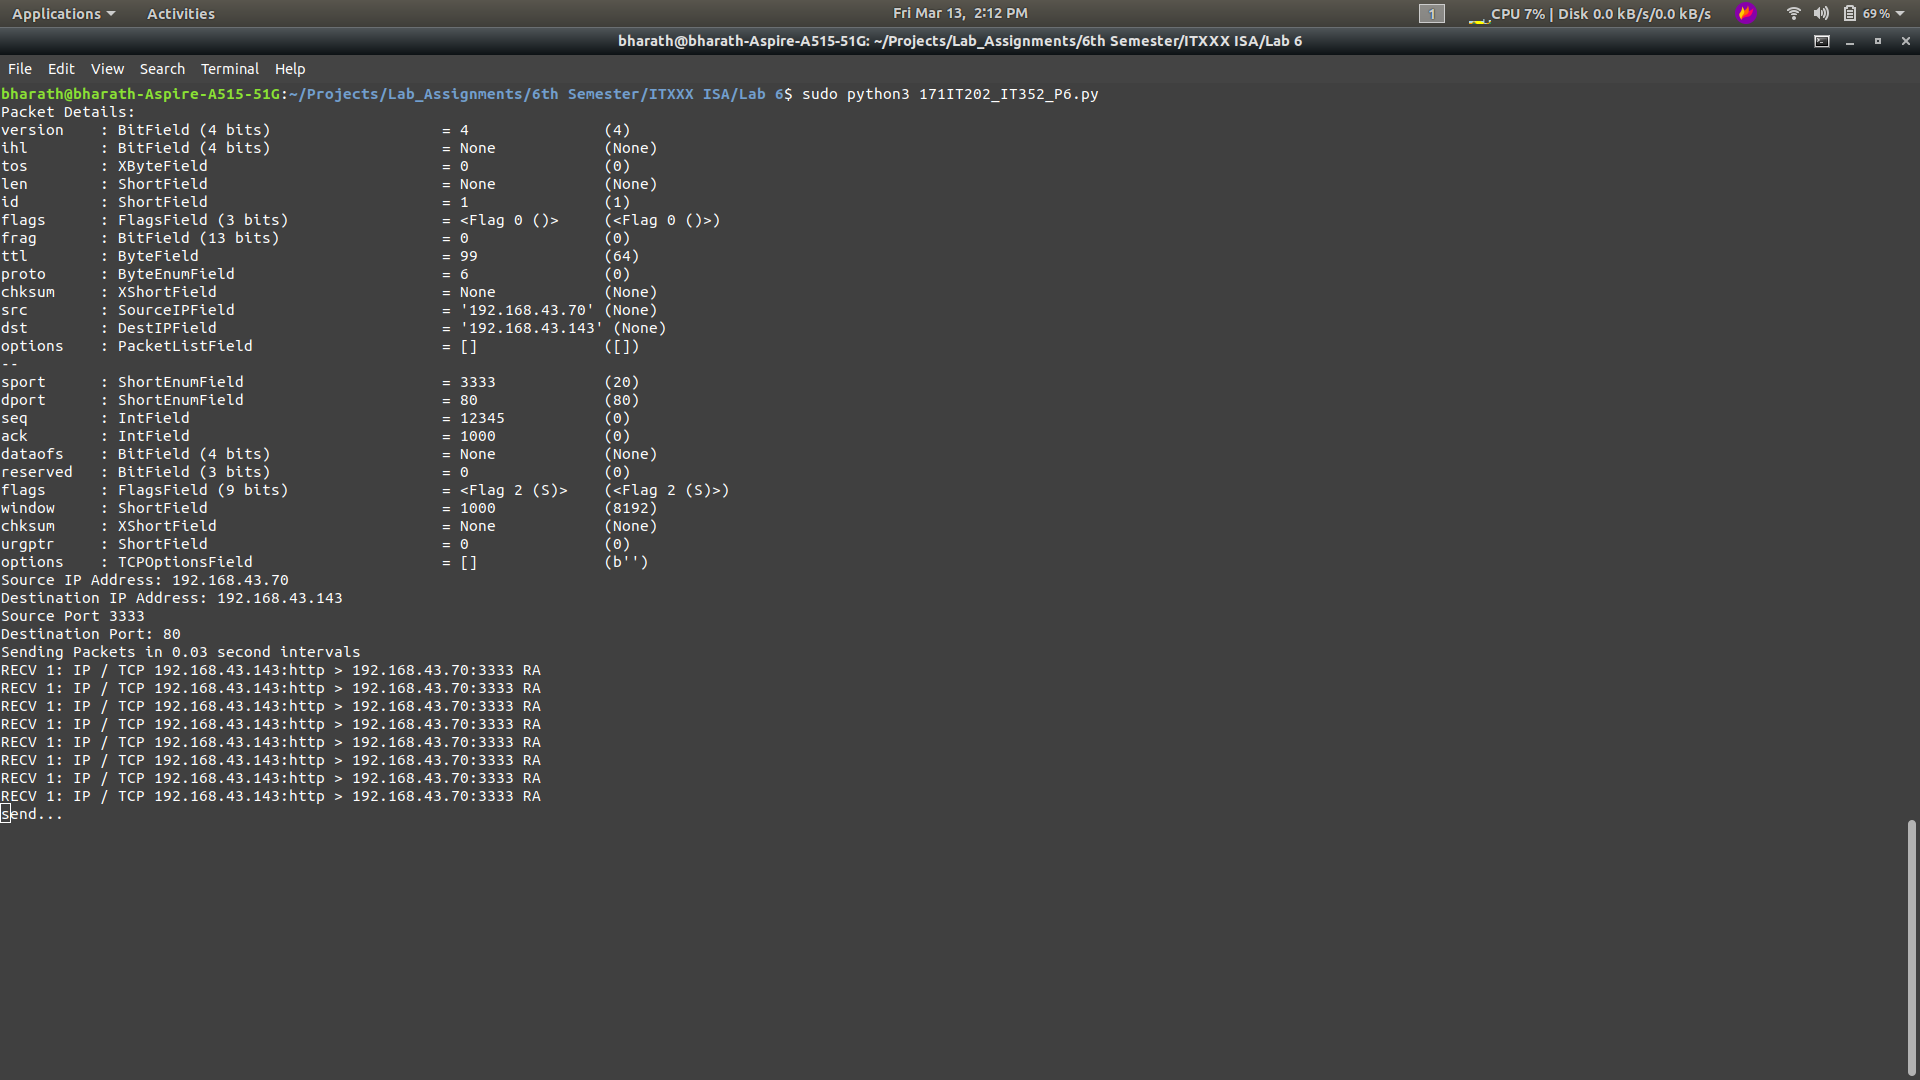 Applications Activities Fri Mar 13, 2:12 PM 1 CPU 7% | Disk 0.0 kB/s/0.0 kB/s 69%
bharath@bharath-Aspire-A515-51G: ~/Projects/Lab_Assignments/6th Semester/ITXXX ISA/Lab 6
File Edit View Search Terminal Help
bharath@bharath-Aspire-A515-51G:~/Projects/Lab_Assignments/6th Semester/ITXXX ISA/Lab 6$ sudo python3 171IT202_IT352_P6.py
Packet Details:
version    : BitField (4 bits)                   = 4               (4)
ihl        : BitField (4 bits)                   = None            (None)
tos        : XByteField                          = 0               (0)
len        : ShortField                          = None            (None)
id         : ShortField                          = 1               (1)
flags      : FlagsField (3 bits)                 = <Flag 0 ()>     (<Flag 0 ()>)
frag       : BitField (13 bits)                  = 0               (0)
ttl        : ByteField                           = 99              (64)
proto      : ByteEnumField                       = 6               (0)
chksum     : XShortField                         = None            (None)
src        : SourceIPField                       = '192.168.43.70' (None)
dst        : DestIPField                         = '192.168.43.143' (None)
options    : PacketListField                     = []              ([])
--
sport      : ShortEnumField                      = 3333            (20)
dport      : ShortEnumField                      = 80              (80)
seq        : IntField                            = 12345           (0)
ack        : IntField                            = 1000            (0)
dataofs    : BitField (4 bits)                   = None            (None)
reserved   : BitField (3 bits)                   = 0               (0)
flags      : FlagsField (9 bits)                 = <Flag 2 (S)>    (<Flag 2 (S)>)
window     : ShortField                          = 1000            (8192)
chksum     : XShortField                         = None            (None)
urgptr     : ShortField                          = 0               (0)
options    : TCPOptionsField                     = []              (b'')
Source IP Address: 192.168.43.70
Destination IP Address: 192.168.43.143
Source Port 3333
Destination Port: 80
Sending Packets in 0.03 second intervals
RECV 1: IP / TCP 192.168.43.143:http > 192.168.43.70:3333 RA
RECV 1: IP / TCP 192.168.43.143:http > 192.168.43.70:3333 RA
RECV 1: IP / TCP 192.168.43.143:http > 192.168.43.70:3333 RA
RECV 1: IP / TCP 192.168.43.143:http > 192.168.43.70:3333 RA
RECV 1: IP / TCP 192.168.43.143:http > 192.168.43.70:3333 RA
RECV 1: IP / TCP 192.168.43.143:http > 192.168.43.70:3333 RA
RECV 1: IP / TCP 192.168.43.143:http > 192.168.43.70:3333 RA
RECV 1: IP / TCP 192.168.43.143:http > 192.168.43.70:3333 RA
send...